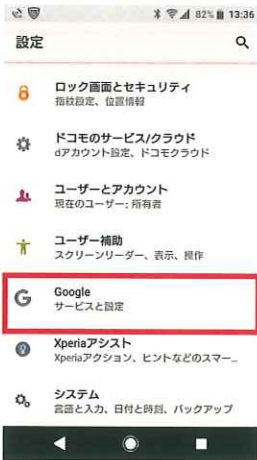 82% 13:36
設定
ロック画面とセキュリティ
指紋設定、位置情報
ドコモのサービス/クラウド
dアカウント設定、ドコモクラウド
ユーザーとアカウント
現在のユーザー: 所有者
ユーザー補助
スクリーンリーダー、表示、操作
Google
サービスと設定
Xperiaアシスト
Xperiaアクション、ヒントなどのスマー...
システム
言語と入力、日付と時刻、バックアップ